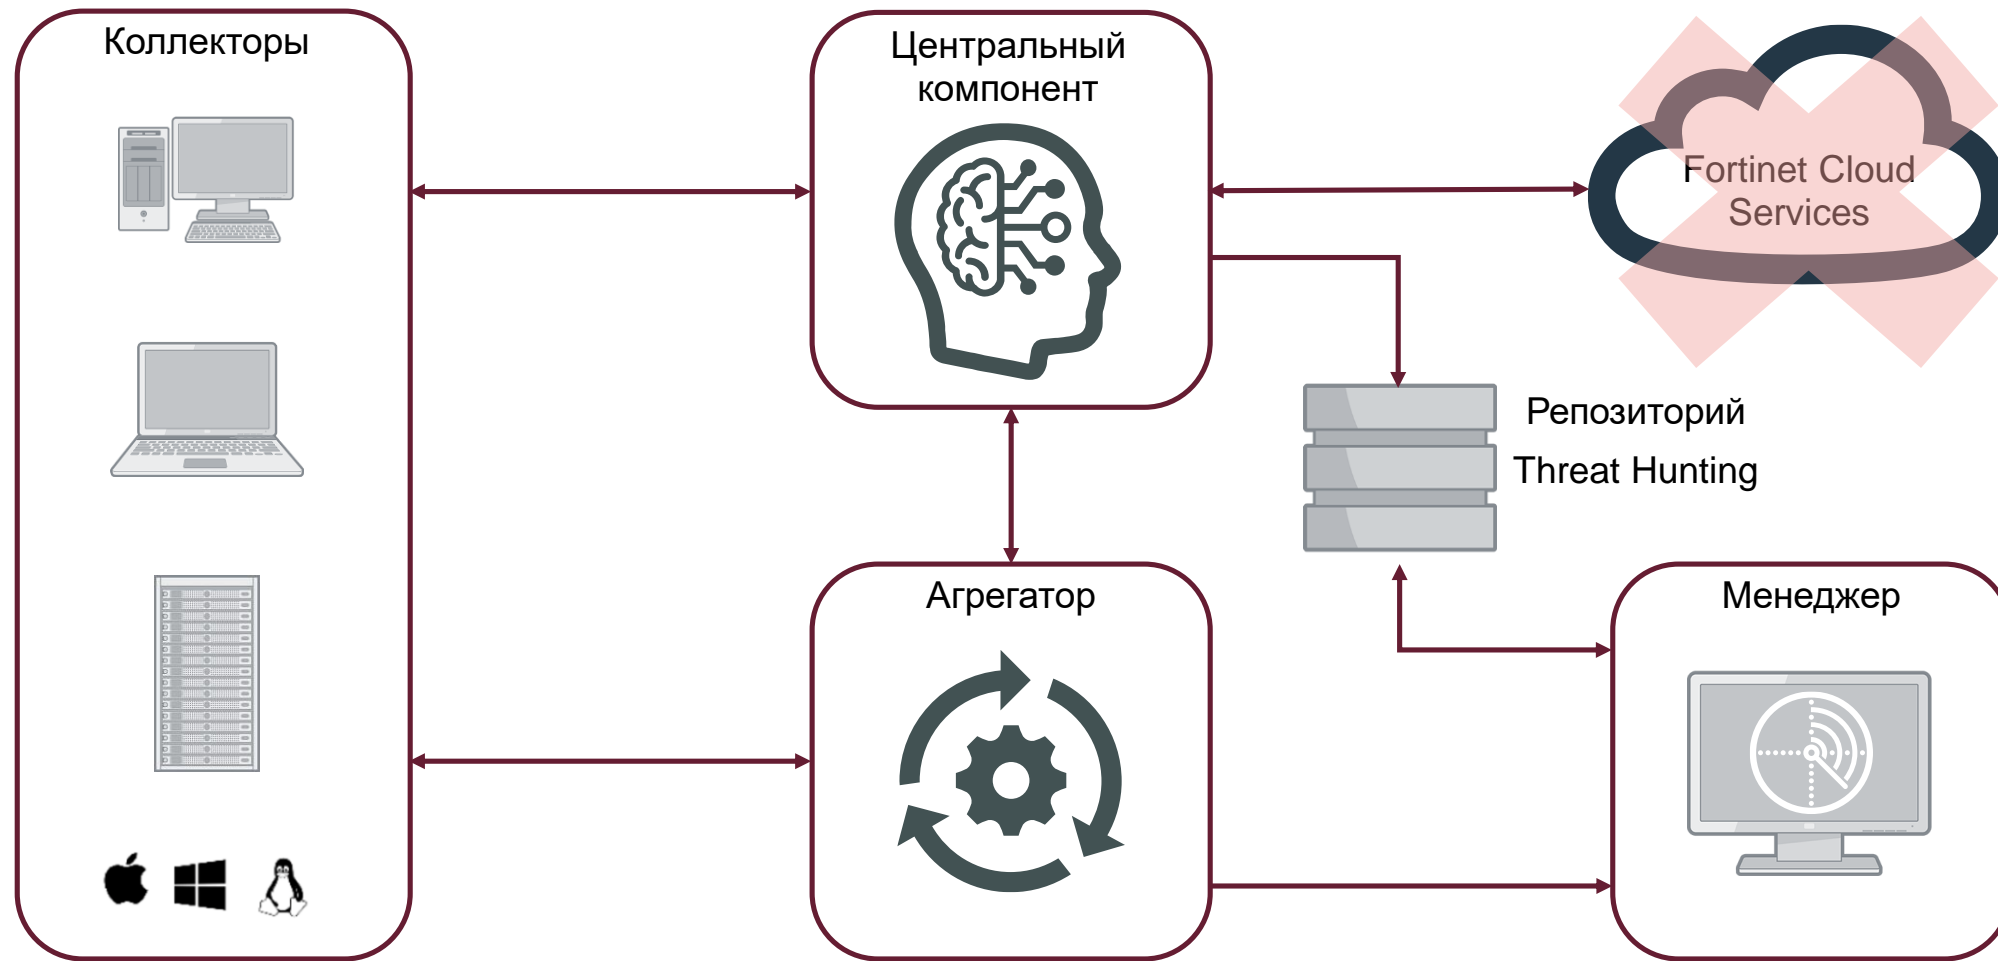 Коллекторы
Центральный
компонент
Fortinet Cloud
Services
Репозиторий
Threat Hunting
Агрегатор
Менеджер